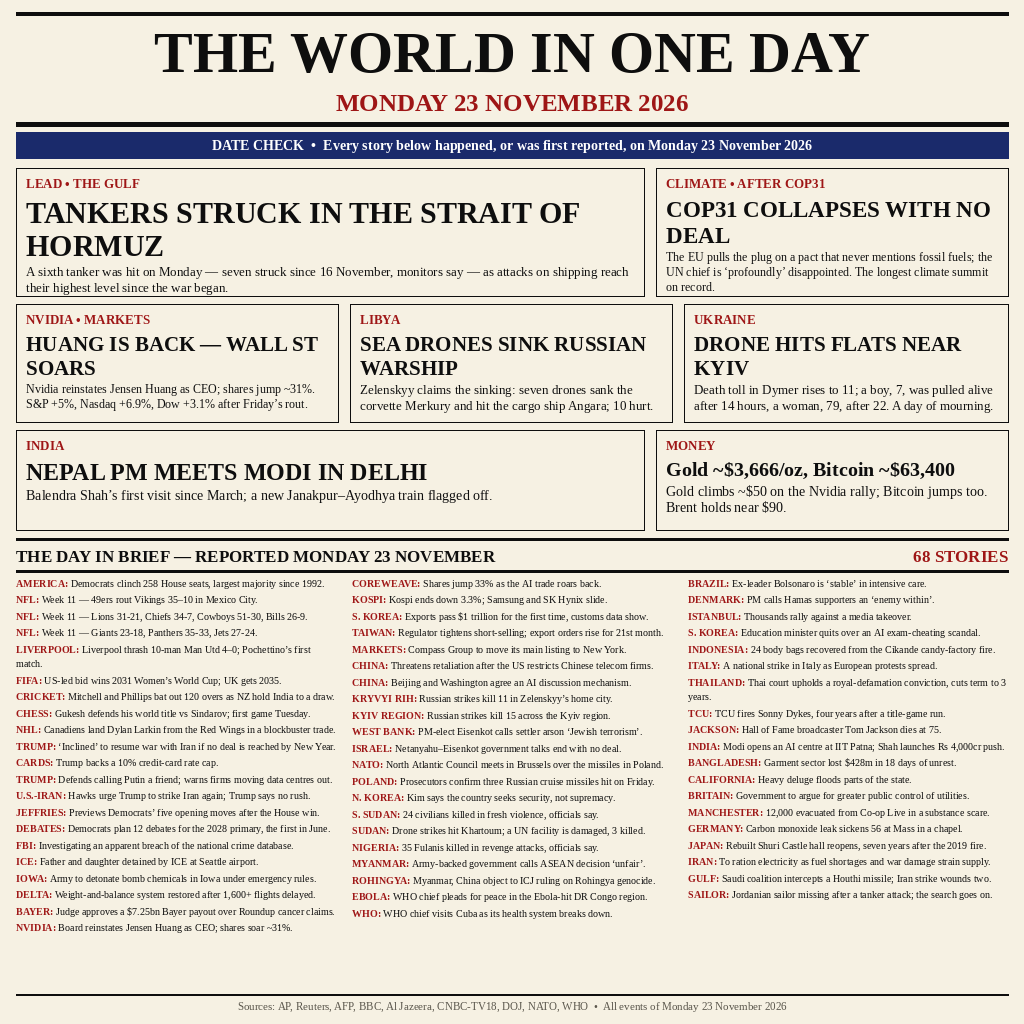 THE WORLD IN ONE DAY
MONDAY 23 NOVEMBER 2026
DATE CHECK • Every story below happened, or was first reported, on Monday 23 November 2026
LEAD • THE GULF
TANKERS STRUCK IN THE STRAIT OF
HORMUZ
A sixth tanker was hit on Monday — seven struck since 16 November, monitors say — as attacks on shipping reach
their highest level since the war began.
CLIMATE • AFTER COP31
COP31 COLLAPSES WITH NO
DEAL
The EU pulls the plug on a pact that never mentions fossil fuels; the
UN chief is ‘profoundly’ disappointed. The longest climate summit
on record.
NVIDIA • MARKETS
HUANG IS BACK — WALL ST
SOARS
Nvidia reinstates Jensen Huang as CEO; shares jump ~31%.
S&P +5%, Nasdaq +6.9%, Dow +3.1% after Friday’s rout.
LIBYA
SEA DRONES SINK RUSSIAN
WARSHIP
Zelenskyy claims the sinking: seven drones sank the
corvette Merkury and hit the cargo ship Angara; 10 hurt.
UKRAINE
DRONE HITS FLATS NEAR
KYIV
Death toll in Dymer rises to 11; a boy, 7, was pulled alive
after 14 hours, a woman, 79, after 22. A day of mourning.
INDIA
NEPAL PM MEETS MODI IN DELHI
Balendra Shah’s first visit since March; a new Janakpur–Ayodhya train flagged off.
MONEY
Gold ~$3,666/oz, Bitcoin ~$63,400
Gold climbs ~$50 on the Nvidia rally; Bitcoin jumps too.
Brent holds near $90.
THE DAY IN BRIEF — REPORTED MONDAY 23 NOVEMBER
68 STORIES
AMERICA: Democrats clinch 258 House seats, largest majority since 1992.
NFL: Week 11 — 49ers rout Vikings 35–10 in Mexico City.
NFL: Week 11 — Lions 31-21, Chiefs 34-7, Cowboys 51-30, Bills 26-9.
NFL: Week 11 — Giants 23-18, Panthers 35-33, Jets 27-24.
LIVERPOOL: Liverpool thrash 10-man Man Utd 4–0; Pochettino’s first
match.
FIFA: US-led bid wins 2031 Women’s World Cup; UK gets 2035.
CRICKET: Mitchell and Phillips bat out 120 overs as NZ hold India to a draw.
CHESS: Gukesh defends his world title vs Sindarov; first game Tuesday.
NHL: Canadiens land Dylan Larkin from the Red Wings in a blockbuster trade.
TRUMP: ‘Inclined’ to resume war with Iran if no deal is reached by New Year.
CARDS: Trump backs a 10% credit-card rate cap.
TRUMP: Defends calling Putin a friend; warns firms moving data centres out.
U.S.-IRAN: Hawks urge Trump to strike Iran again; Trump says no rush.
JEFFRIES: Previews Democrats’ five opening moves after the House win.
DEBATES: Democrats plan 12 debates for the 2028 primary, the first in June.
FBI: Investigating an apparent breach of the national crime database.
ICE: Father and daughter detained by ICE at Seattle airport.
IOWA: Army to detonate bomb chemicals in Iowa under emergency rules.
DELTA: Weight-and-balance system restored after 1,600+ flights delayed.
BAYER: Judge approves a $7.25bn Bayer payout over Roundup cancer claims.
NVIDIA: Board reinstates Jensen Huang as CEO; shares soar ~31%.
COREWEAVE: Shares jump 33% as the AI trade roars back.
KOSPI: Kospi ends down 3.3%; Samsung and SK Hynix slide.
S. KOREA: Exports pass $1 trillion for the first time, customs data show.
TAIWAN: Regulator tightens short-selling; export orders rise for 21st month.
MARKETS: Compass Group to move its main listing to New York.
CHINA: Threatens retaliation after the US restricts Chinese telecom firms.
CHINA: Beijing and Washington agree an AI discussion mechanism.
KRYVYI RIH: Russian strikes kill 11 in Zelenskyy’s home city.
KYIV REGION: Russian strikes kill 15 across the Kyiv region.
WEST BANK: PM-elect Eisenkot calls settler arson ‘Jewish terrorism’.
ISRAEL: Netanyahu–Eisenkot government talks end with no deal.
NATO: North Atlantic Council meets in Brussels over the missiles in Poland.
POLAND: Prosecutors confirm three Russian cruise missiles hit on Friday.
N. KOREA: Kim says the country seeks security, not supremacy.
S. SUDAN: 24 civilians killed in fresh violence, officials say.
SUDAN: Drone strikes hit Khartoum; a UN facility is damaged, 3 killed.
NIGERIA: 35 Fulanis killed in revenge attacks, officials say.
MYANMAR: Army-backed government calls ASEAN decision ‘unfair’.
ROHINGYA: Myanmar, China object to ICJ ruling on Rohingya genocide.
EBOLA: WHO chief pleads for peace in the Ebola-hit DR Congo region.
WHO: WHO chief visits Cuba as its health system breaks down.
BRAZIL: Ex-leader Bolsonaro is ‘stable’ in intensive care.
DENMARK: PM calls Hamas supporters an ‘enemy within’.
ISTANBUL: Thousands rally against a media takeover.
S. KOREA: Education minister quits over an AI exam-cheating scandal.
INDONESIA: 24 body bags recovered from the Cikande candy-factory fire.
ITALY: A national strike in Italy as European protests spread.
THAILAND: Thai court upholds a royal-defamation conviction, cuts term to 3
years.
TCU: TCU fires Sonny Dykes, four years after a title-game run.
JACKSON: Hall of Fame broadcaster Tom Jackson dies at 75.
INDIA: Modi opens an AI centre at IIT Patna; Shah launches Rs 4,000cr push.
BANGLADESH: Garment sector lost $428m in 18 days of unrest.
CALIFORNIA: Heavy deluge floods parts of the state.
BRITAIN: Government to argue for greater public control of utilities.
MANCHESTER: 12,000 evacuated from Co-op Live in a substance scare.
GERMANY: Carbon monoxide leak sickens 56 at Mass in a chapel.
JAPAN: Rebuilt Shuri Castle hall reopens, seven years after the 2019 fire.
IRAN: To ration electricity as fuel shortages and war damage strain supply.
GULF: Saudi coalition intercepts a Houthi missile; Iran strike wounds two.
SAILOR: Jordanian sailor missing after a tanker attack; the search goes on.
Sources: AP, Reuters, AFP, BBC, Al Jazeera, CNBC-TV18, DOJ, NATO, WHO • All events of Monday 23 November 2026